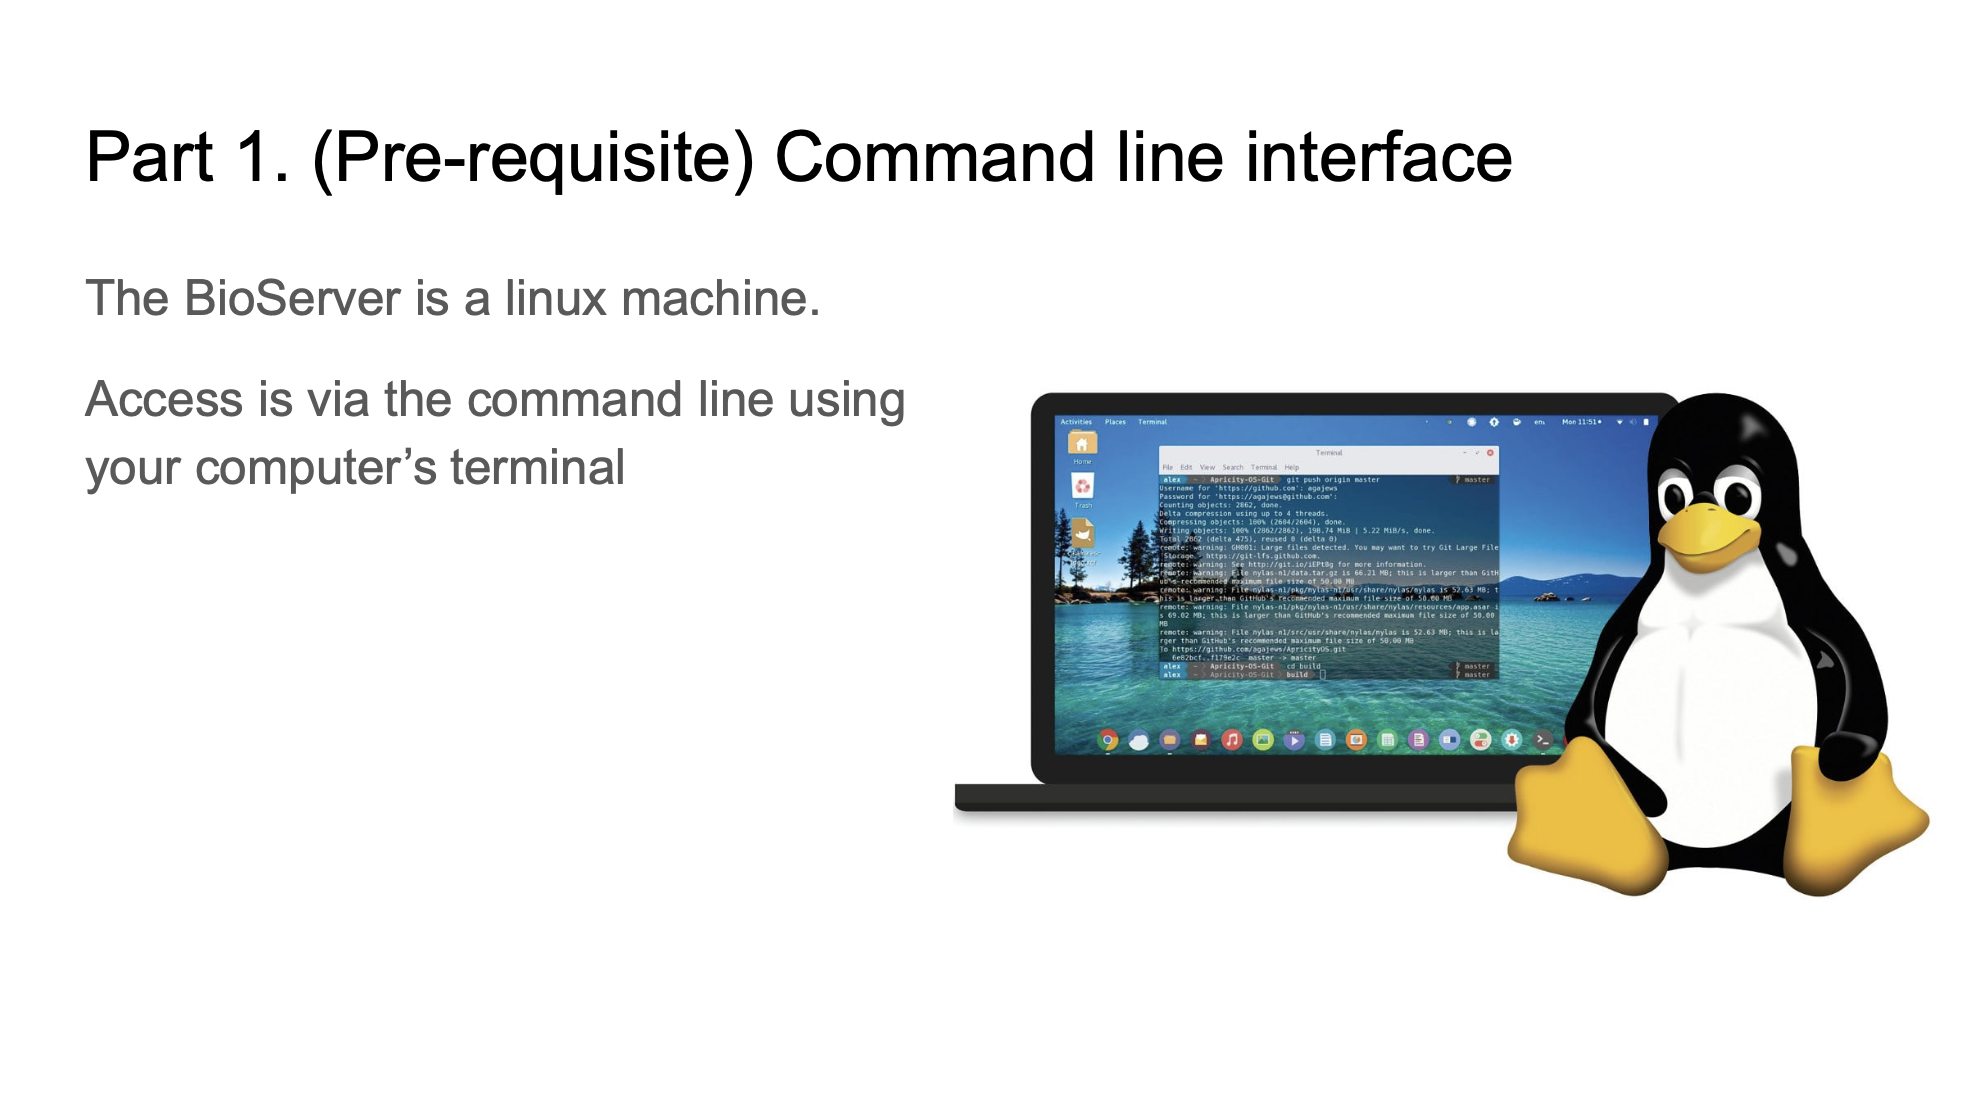 Part 1. (Pre-requisite) Command line interface
The BioServer is a linux machine.
Access is via the command line using
your computer’s terminal
Activities Places Terminal
en₁ Mon 11:51
Home
Trash
Terminal
File Edit View Search Terminal Help
alex ~ Apricity-OS-Git git push origin master master
Username for 'https://github.com': agajews
Password for 'https://agajews@github.com':
Counting objects: 2862, done.
Delta compression using up to 4 threads.
Compressing objects: 100% (2604/2604), done.
Writing objects: 100% (2862/2862), 198.74 MiB | 5.22 MiB/s, done.
Total 2862 (delta 475), reused 0 (delta 0)
remote: warning: GH001: Large files detected. You may want to try Git Large File
Storage - https://git-lfs.github.com.
remote: warning: See http://git.io/iEPt8g for more information.
remote: warning: File nylas-n1/data.tar.gz is 66.21 MB; this is larger than GitH
ub's recommended maximum file size of 50.00 MB
remote: warning: File nylas-n1/pkg/nylas-n1/usr/share/nylas/nylas is 52.63 MB; t
his is larger than GitHub's recommended maximum file size of 50.00 MB
remote: warning: File nylas-n1/pkg/nylas-n1/usr/share/nylas/resources/app.asar i
s 69.02 MB; this is larger than GitHub's recommended maximum file size of 50.00
MB
remote: warning: File nylas-n1/src/usr/share/nylas/nylas is 52.63 MB; this is la
rger than GitHub's recommended maximum file size of 50.00 MB
To https://github.com/agajews/ApricityOS.git
6e82bcf..f179e2c master -> master
alex ~ Apricity-OS-Git cd build master
alex ~ Apricity-OS-Git build master